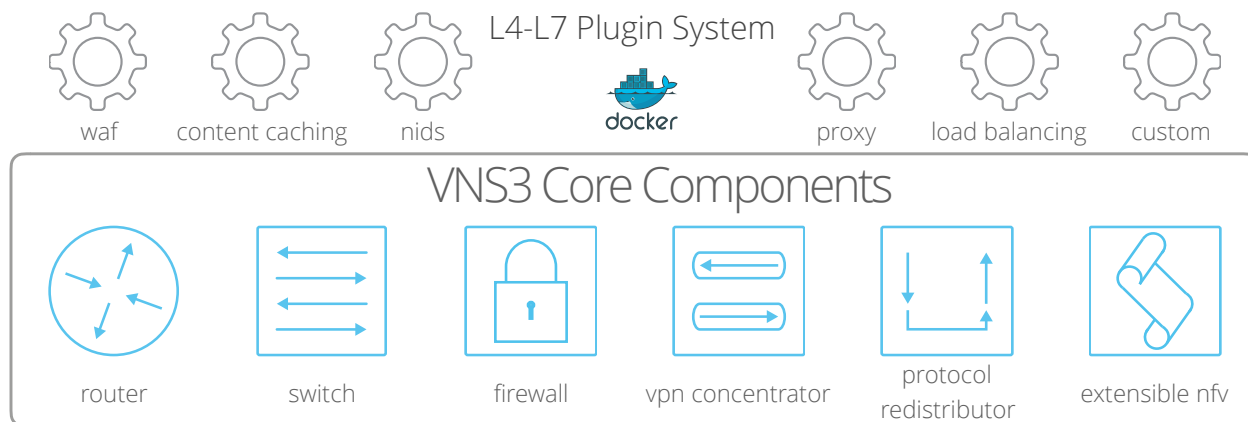 L4-L7 Plugin System
docker
waf
content caching
nids
proxy
load balancing
custom
VNS3 Core Components
router
switch
firewall
vpn concentrator
protocol
redistributor
extensible nfv